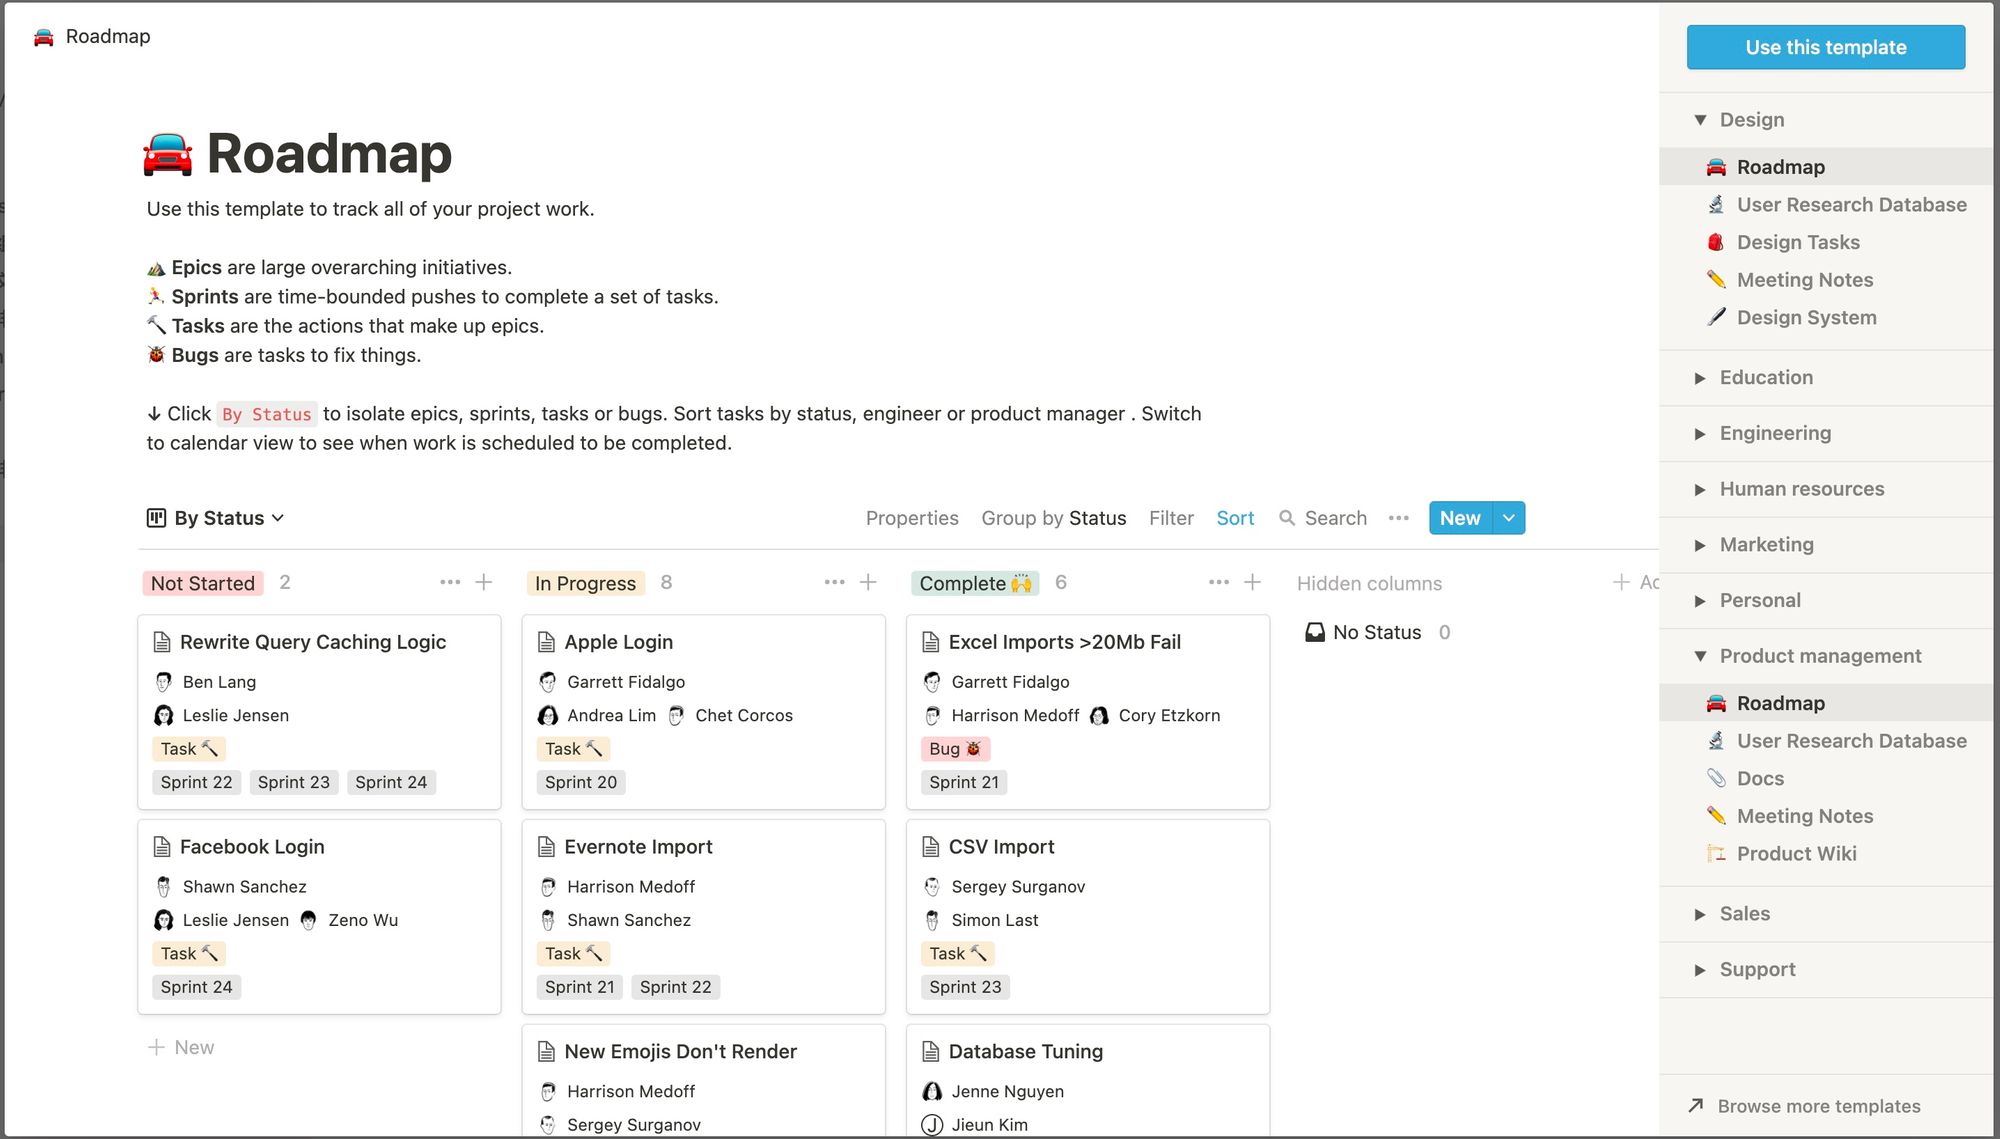 Roadmap
Roadmap
Use this template to track all of your project work.
Epics are large overarching initiatives.
Sprints are time-bounded pushes to complete a set of tasks.
Tasks are the actions that make up epics.
Bugs are tasks to fix things.
↓ Click By Status to isolate epics, sprints, tasks or bugs. Sort tasks by status, engineer or product manager . Switch
to calendar view to see when work is scheduled to be completed.
By Status
Properties Group by Status Filter Sort Search ••• New
Not Started 2
Rewrite Query Caching Logic
Ben Lang
Leslie Jensen
Task
Sprint 22 Sprint 23 Sprint 24
Facebook Login
Shawn Sanchez
Leslie Jensen Zeno Wu
Task
Sprint 24
+ New
In Progress 8
Apple Login
Garrett Fidalgo
Andrea Lim Chet Corcos
Task
Sprint 20
Evernote Import
Harrison Medoff
Shawn Sanchez
Task
Sprint 21 Sprint 22
New Emojis Don't Render
Harrison Medoff
Sergey Surganov
Complete 6
Excel Imports >20Mb Fail
Garrett Fidalgo
Harrison Medoff Cory Etzkorn
Bug
Sprint 21
CSV Import
Sergey Surganov
Simon Last
Task
Sprint 23
Database Tuning
Jenne Nguyen
J Jieun Kim
Hidden columns
No Status 0
Use this template
Design
Roadmap
User Research Database
Design Tasks
Meeting Notes
Design System
Education
Engineering
Human resources
Marketing
Personal
Product management
Roadmap
User Research Database
Docs
Meeting Notes
Product Wiki
Sales
Support
Browse more templates